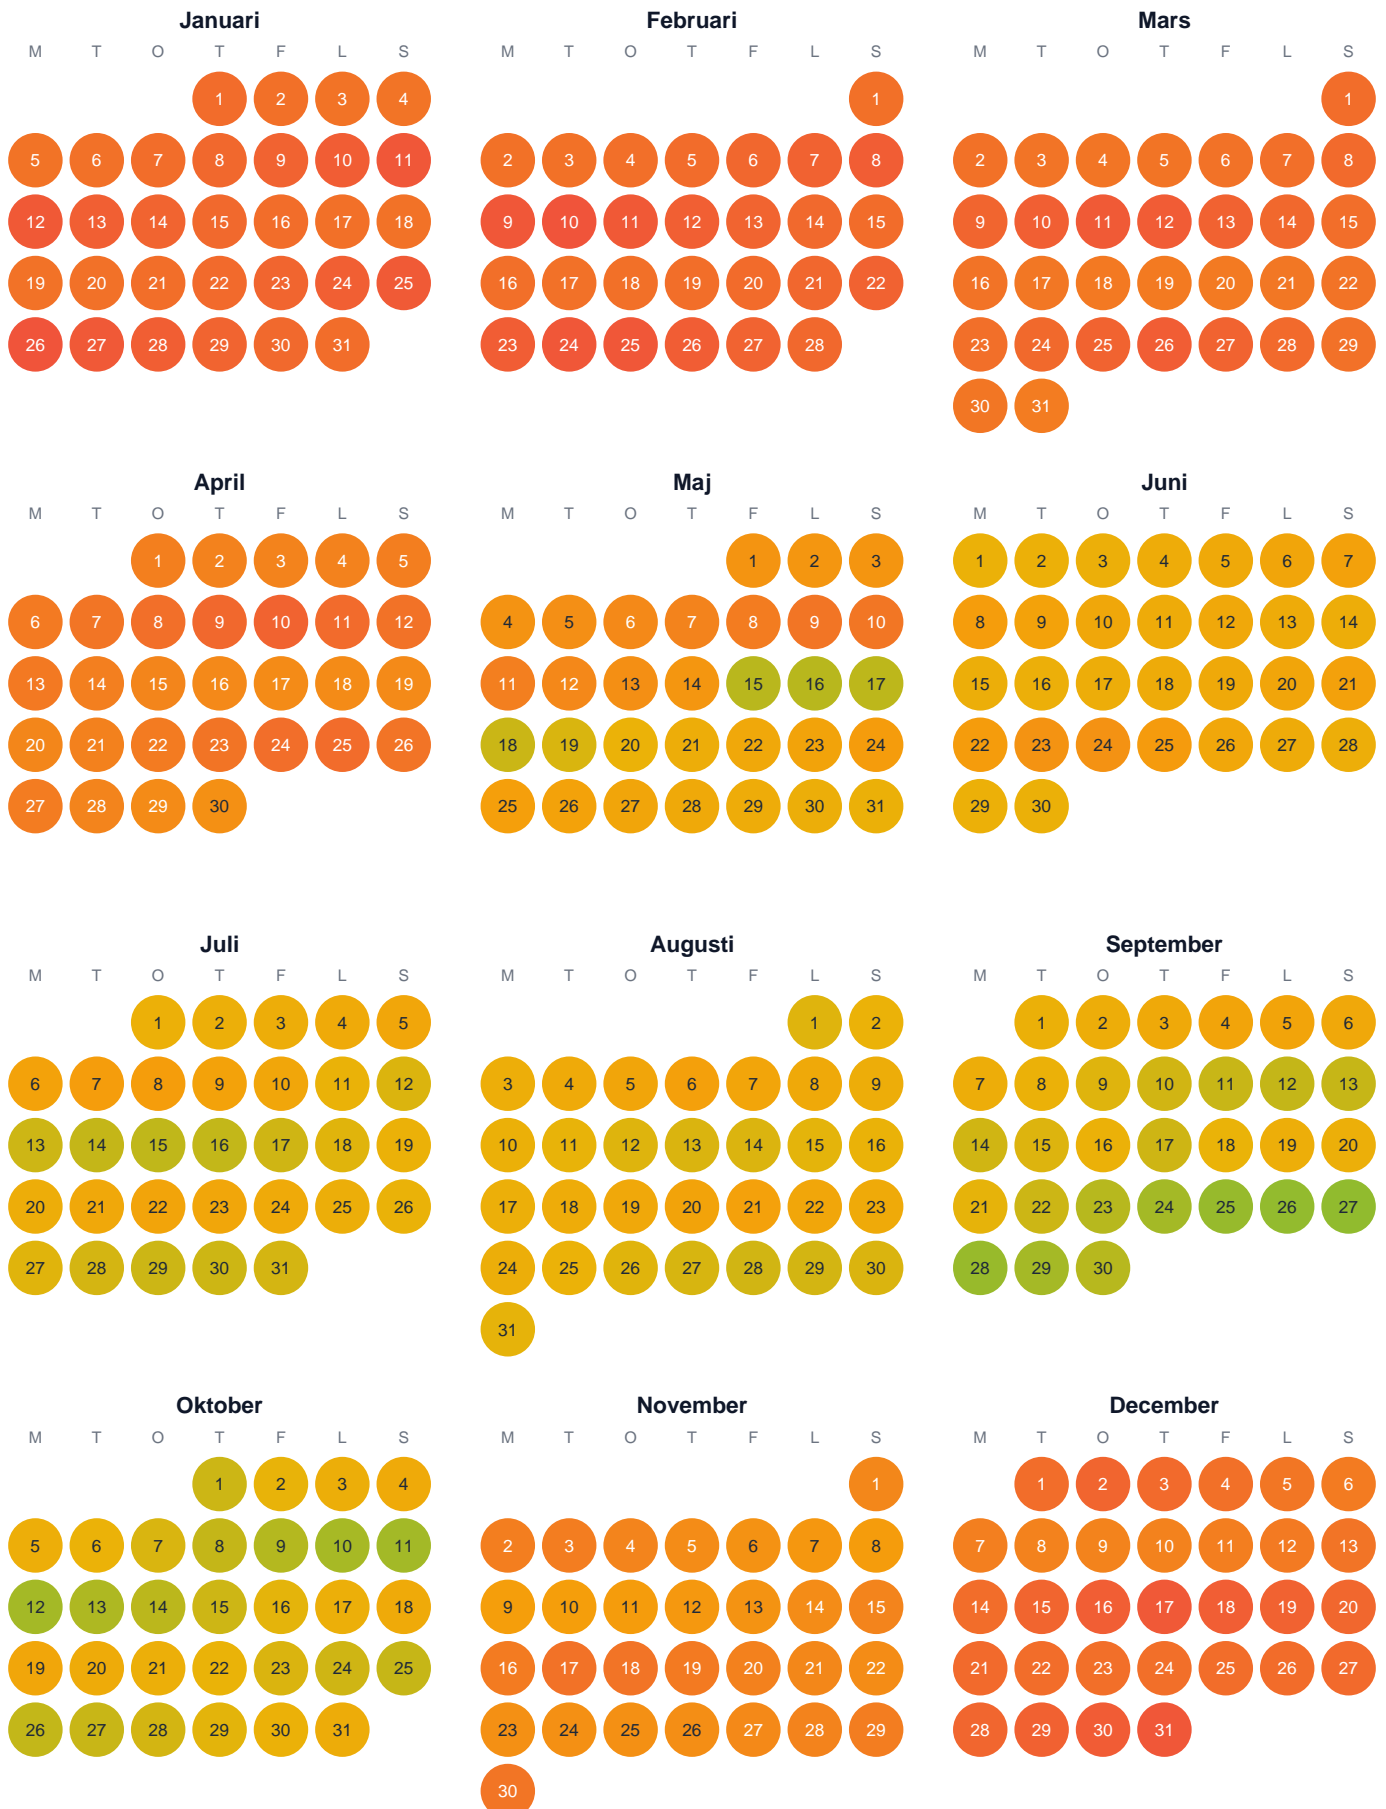 Januari Februari Mars
M T O T F L S M T O T F L S M T O T F L S
1 2 3 4 1 1
5 6 7 8 9 10 11 2 3 4 5 6 7 8 2 3 4 5 6 7 8
12 13 14 15 16 17 18 9 10 11 12 13 14 15 9 10 11 12 13 14 15
19 20 21 22 23 24 25 16 17 18 19 20 21 22 16 17 18 19 20 21 22
26 27 28 29 30 31 23 24 25 26 27 28 23 24 25 26 27 28 29
30 31
April Maj Juni
M T O T F L S M T O T F L S M T O T F L S
1 2 3 4 5 1 2 3 1 2 3 4 5 6 7
6 7 8 9 10 11 12 4 5 6 7 8 9 10 8 9 10 11 12 13 14
13 14 15 16 17 18 19 11 12 13 14 15 16 17 15 16 17 18 19 20 21
20 21 22 23 24 25 26 18 19 20 21 22 23 24 22 23 24 25 26 27 28
27 28 29 30 25 26 27 28 29 30 31 29 30
Juli Augusti September
M T O T F L S M T O T F L S M T O T F L S
1 2 3 4 5 1 2 1 2 3 4 5 6
6 7 8 9 10 11 12 3 4 5 6 7 8 9 7 8 9 10 11 12 13
13 14 15 16 17 18 19 10 11 12 13 14 15 16 14 15 16 17 18 19 20
20 21 22 23 24 25 26 17 18 19 20 21 22 23 21 22 23 24 25 26 27
27 28 29 30 31 24 25 26 27 28 29 30 28 29 30
31
Oktober November December
M T O T F L S M T O T F L S M T O T F L S
1 2 3 4 1 1 2 3 4 5 6
5 6 7 8 9 10 11 2 3 4 5 6 7 8 7 8 9 10 11 12 13
12 13 14 15 16 17 18 9 10 11 12 13 14 15 14 15 16 17 18 19 20
19 20 21 22 23 24 25 16 17 18 19 20 21 22 21 22 23 24 25 26 27
26 27 28 29 30 31 23 24 25 26 27 28 29 28 29 30 31
30